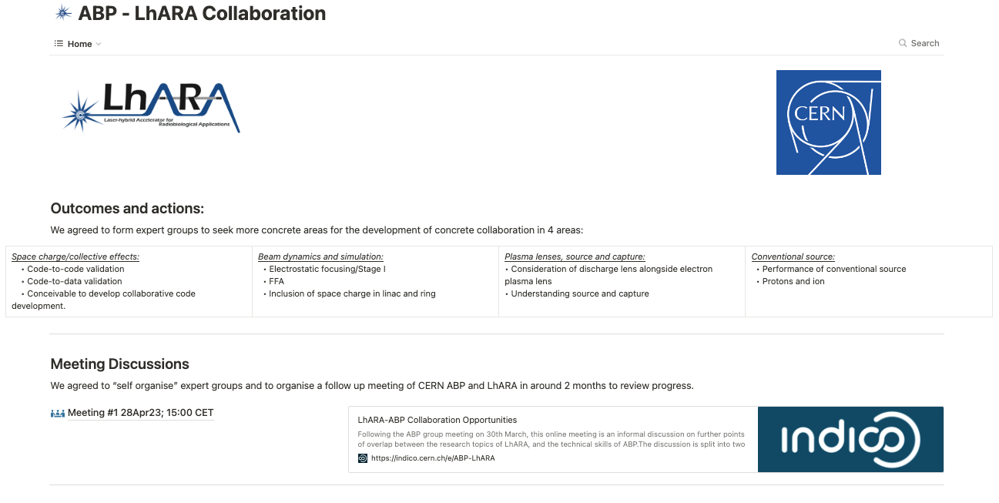 ABP - LhARA Collaboration
Home
Search
LhARA
Laser-hybrid Accelerator for
Radiobiological Applications
CERN
Outcomes and actions:
We agreed to form expert groups to seek more concrete areas for the development of concrete collaboration in 4 areas:
Space charge/collective effects:
• Code-to-code validation
• Code-to-data validation
• Conceivable to develop collaborative code
development.
Beam dynamics and simulation:
• Electrostatic focusing/Stage I
• FFA
• Inclusion of space charge in linac and ring
Plasma lenses, source and capture:
• Consideration of discharge lens alongside electron
plasma lens
• Understanding source and capture
Conventional source:
• Performance of conventional source
• Protons and ion
Meeting Discussions
We agreed to “self organise” expert groups and to organise a follow up meeting of CERN ABP and LhARA in around 2 months to review progress.
Meeting #1 28Apr23; 15:00 CET
LhARA-ABP Collaboration Opportunities
Following the ABP group meeting on 30th March, this online meeting is an informal discussion on further points
of overlap between the research topics of LhARA, and the technical skills of ABP.The discussion is split into two
https://indico.cern.ch/e/ABP-LhARA
indico